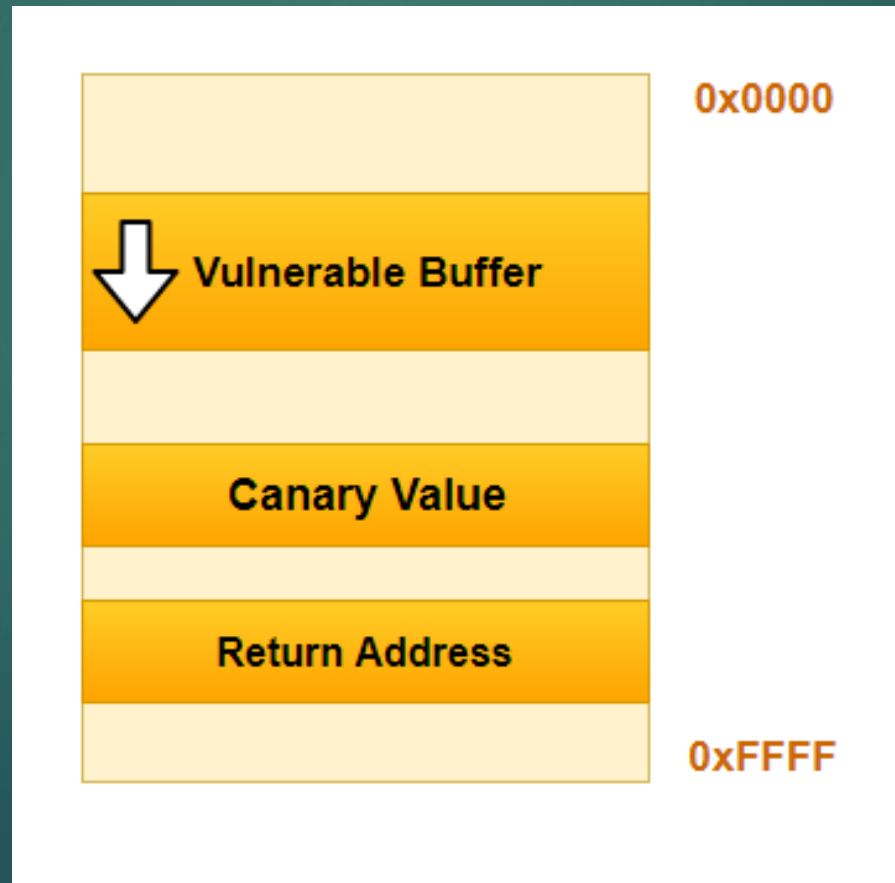 0x0000
Vulnerable Buffer
Canary Value
Return Address
0xFFFF